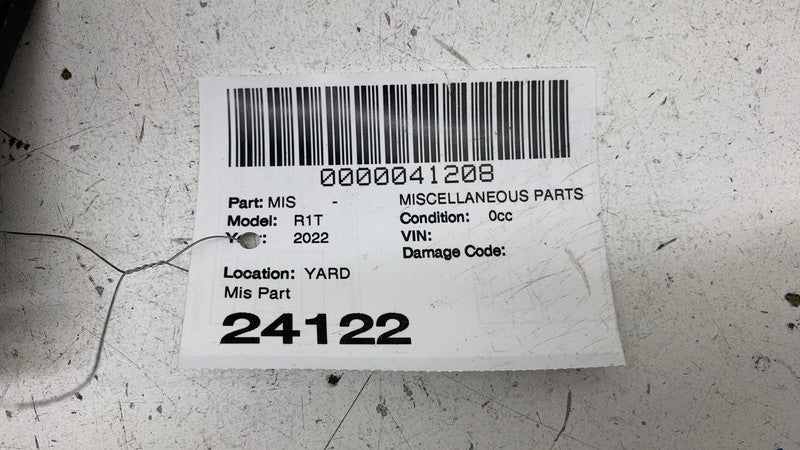 0000041208
Part: MIS - MISCELLANEOUS PARTS
Model: R1T Condition: 0cc
2022 VIN:
Damage Code:
Location: YARD
Mis Part
24122